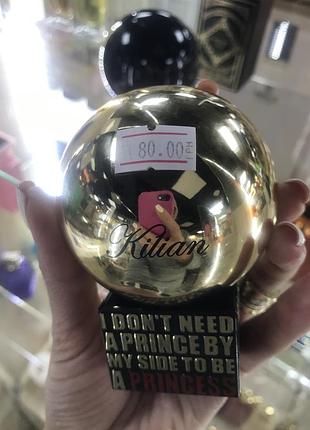 80.00
Kilian
I DON'T NEED
A PRINCE BY
MY SIDE TO BE
A PRINCESS